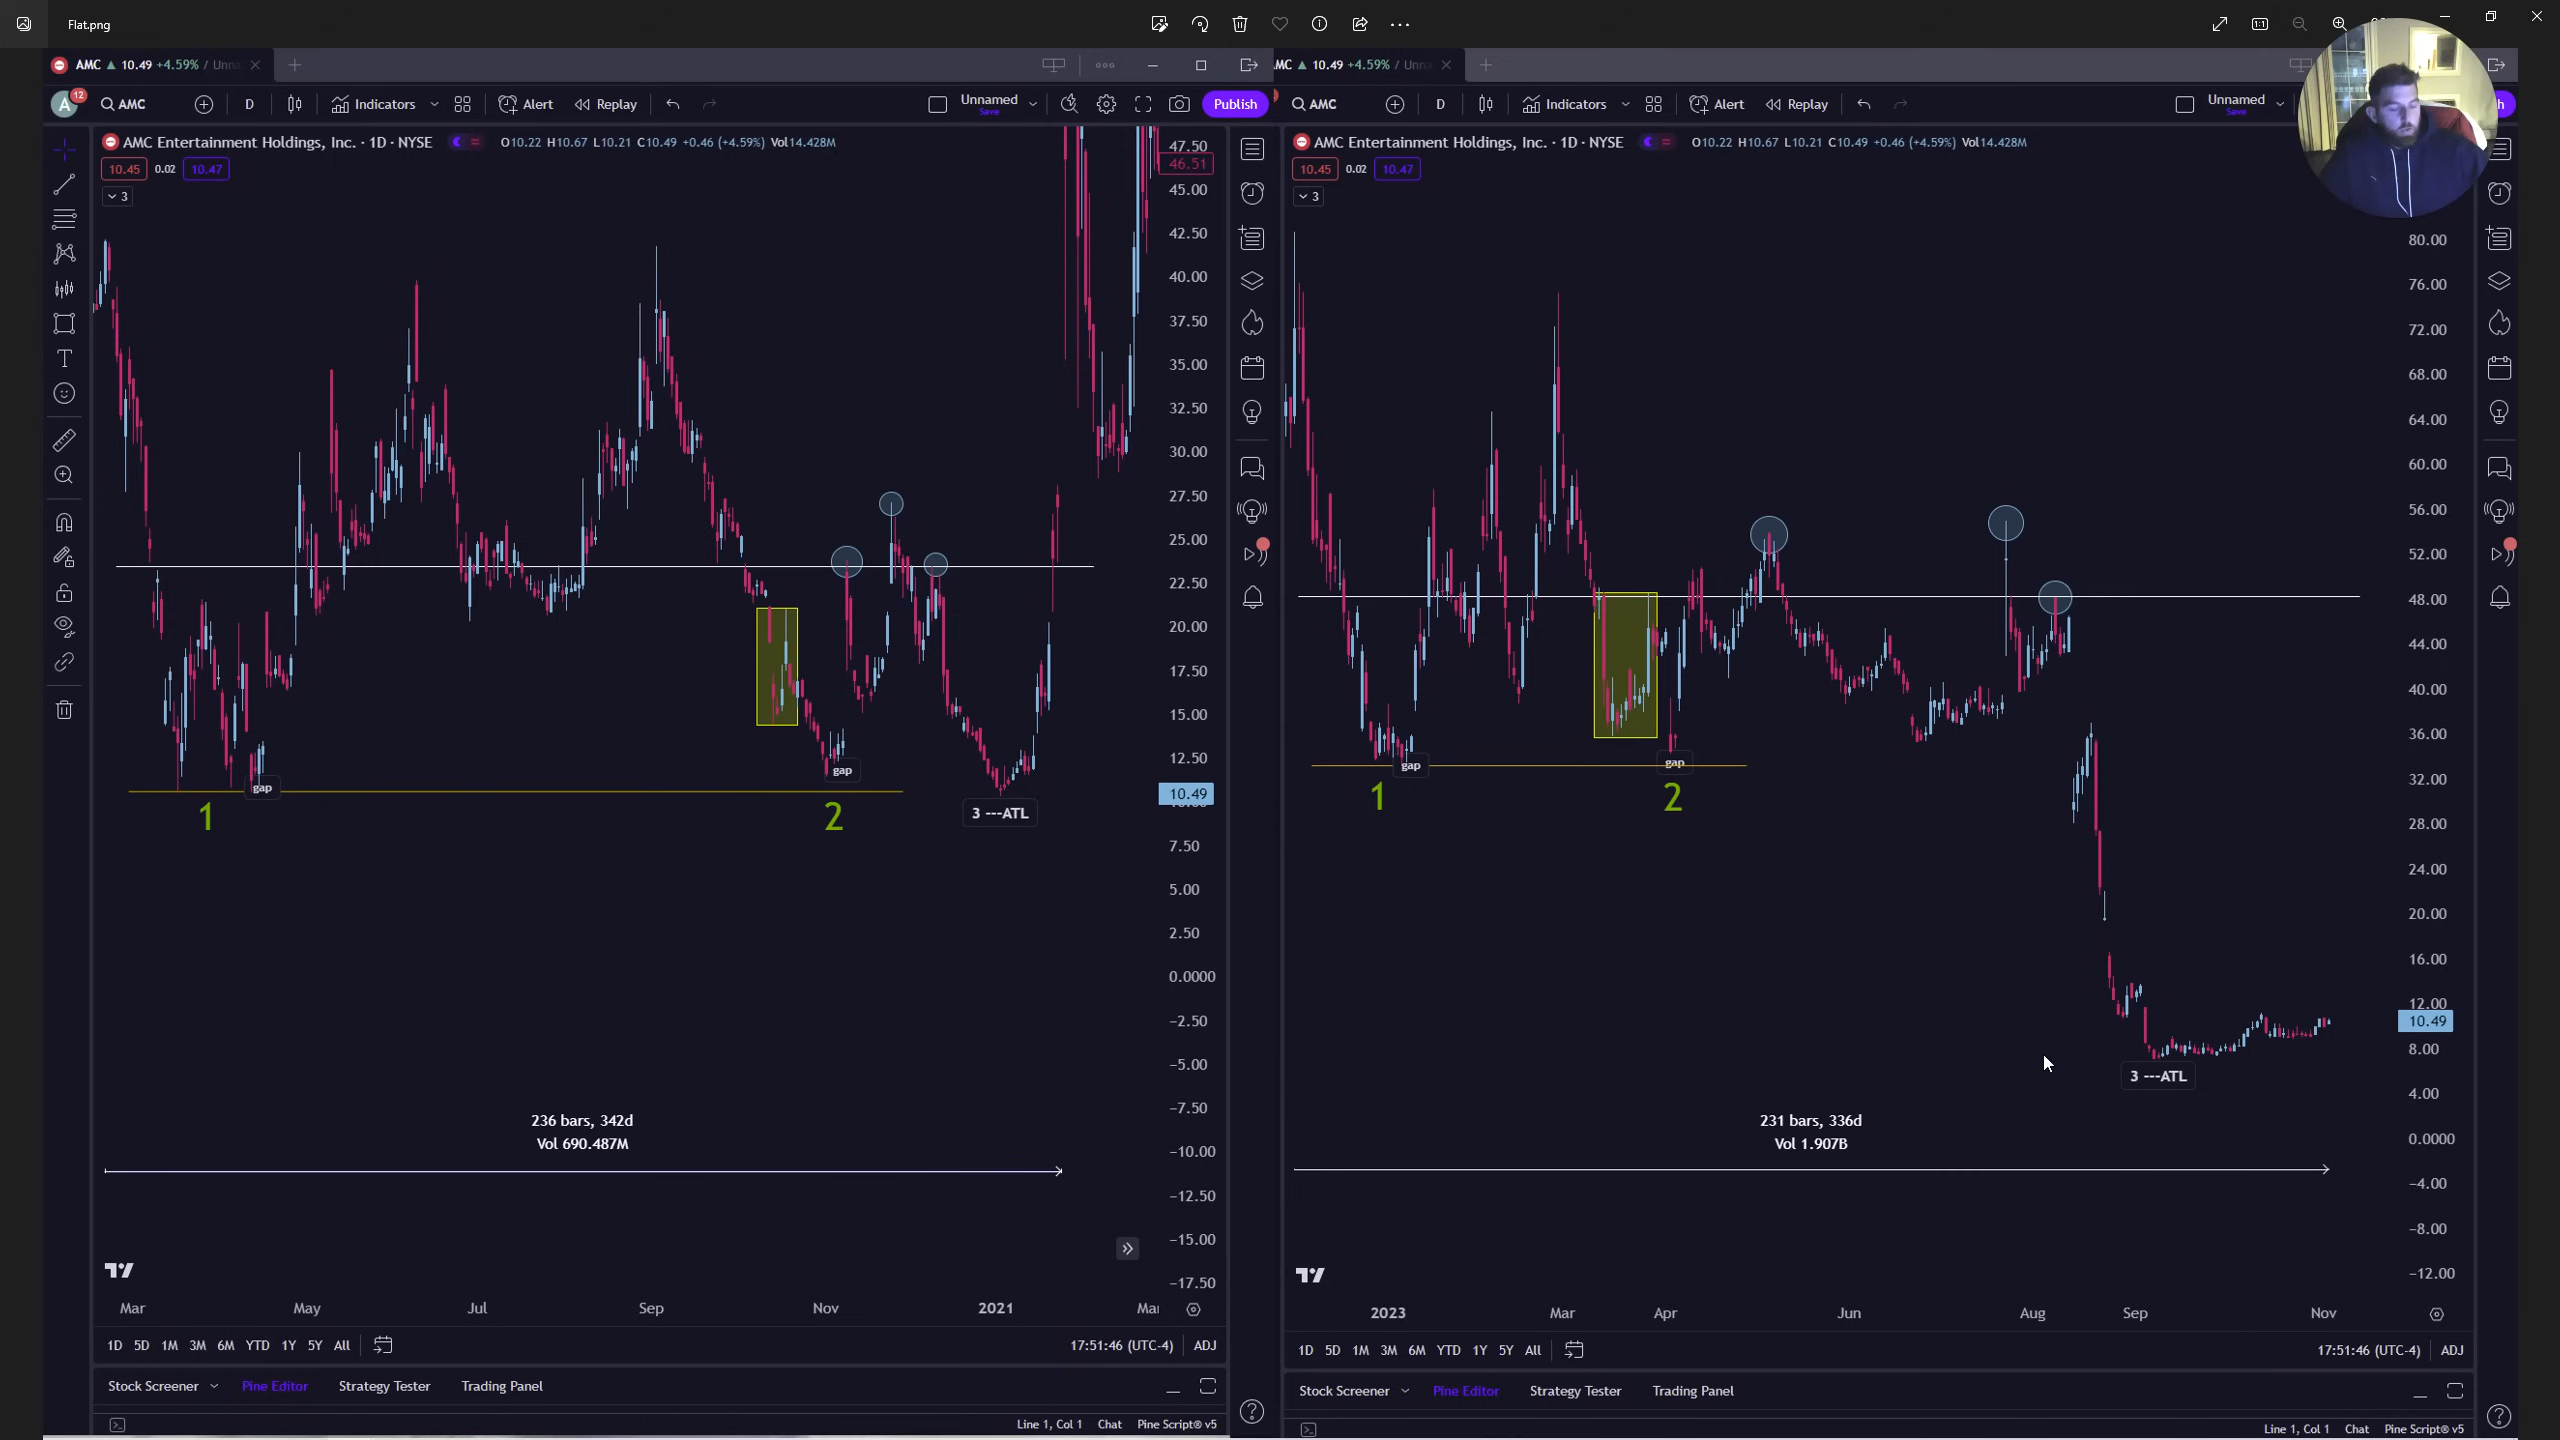 Flat.png
AMC 10.49 +4.59% / Unna
AMC D Indicators Alert Replay Unnamed Save Publish
A 12
AMC Entertainment Holdings, Inc. · 1D · NYSE O10.22 H10.67 L10.21 C10.49 +0.46 (+4.59%) Vol14.428M
10.45 0.02 10.47
3
47.50
46.51
45.00
42.50
40.00
37.50
35.00
32.50
30.00
27.50
25.00
22.50
20.00
17.50
15.00
12.50
10.49
7.50
5.00
2.50
0.0000
−2.50
−5.00
−7.50
−10.00
−12.50
−15.00
−17.50
gap
gap
1
2
3 ---ATL
236 bars, 342d
Vol 690.487M
Mar May Jul Sep Nov 2021 Mar
1D 5D 1M 3M 6M YTD 1Y 5Y All 17:51:46 (UTC-4) ADJ
Stock Screener Pine Editor Strategy Tester Trading Panel
Line 1, Col 1 Chat Pine Script® v5
MC 10.49 +4.59% / Unn
AMC D Indicators Alert Replay Unnamed Save h
AMC Entertainment Holdings, Inc. · 1D · NYSE O10.22 H10.67 L10.21 C10.49 +0.46 (+4.59%) Vol14.428M
10.45 0.02 10.47
3
80.00
76.00
72.00
68.00
64.00
60.00
56.00
52.00
48.00
44.00
40.00
36.00
32.00
28.00
24.00
20.00
16.00
12.00
10.49
8.00
4.00
0.0000
−4.00
−8.00
−12.00
gap
gap
1
2
3 ---ATL
231 bars, 336d
Vol 1.907B
2023 Mar Apr Jun Aug Sep Nov
1D 5D 1M 3M 6M YTD 1Y 5Y All 17:51:46 (UTC-4) ADJ
Stock Screener Pine Editor Strategy Tester Trading Panel
Line 1, Col 1 Chat Pine Script® v5